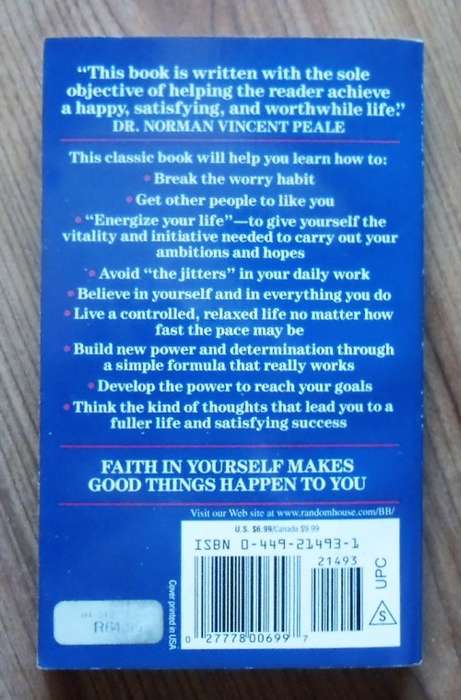 “This book is written with the sole
objective of helping the reader achieve
a happy, satisfying, and worthwhile life.”
DR. NORMAN VINCENT PEALE
This classic book will help you learn how to:
• Break the worry habit
• Get other people to like you
• “Energize your life”—to give yourself the
vitality and initiative needed to carry out your
ambitions and hopes
• Avoid “the jitters” in your daily work
• Believe in yourself and in everything you do
• Live a controlled, relaxed life no matter how
fast the pace may be
• Build new power and determination through
a simple formula that really works
• Develop the power to reach your goals
• Think the kind of thoughts that lead you to a
fuller life and satisfying success
FAITH IN YOURSELF MAKES
GOOD THINGS HAPPEN TO YOU
Visit our Web site at www.randomhouse.com/BB/
U.S. $6.99/Canada $9.99
ISBN 0-449-21493-1
21493
UPC
S
0 27778 00699 7
Cover printed in USA